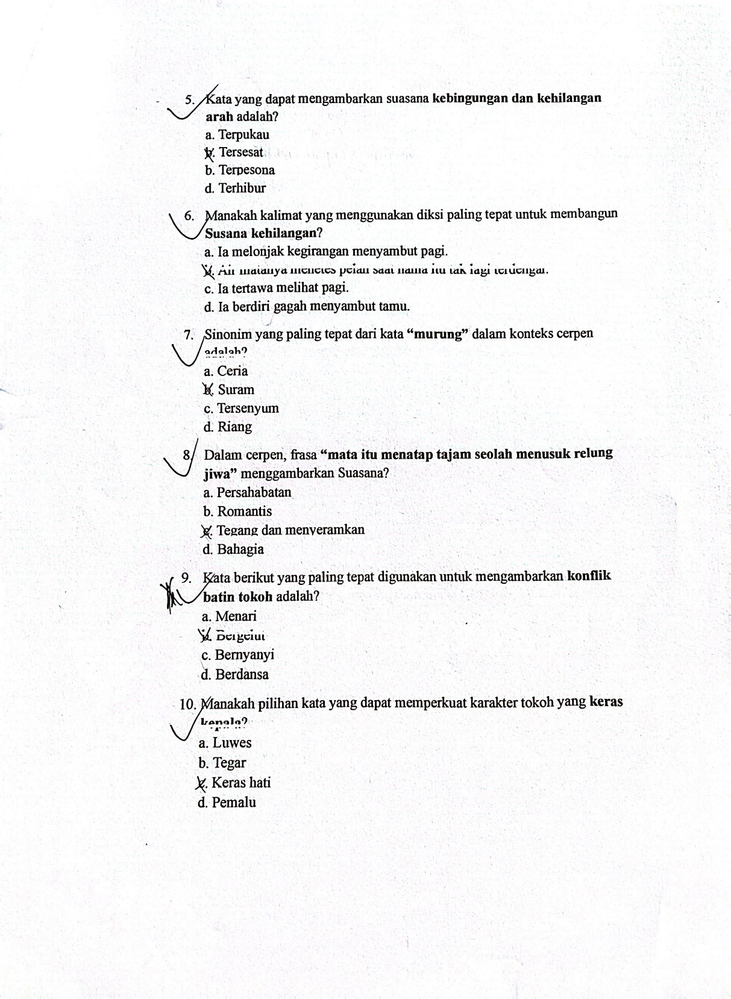 5. Kata yang dapat mengambarkan suasana kebingungan dan kehilangan
arah adalah?
a. Terpukau
b. Tersesat
b. Terpesona
d. Terhibur
6. Manakah kalimat yang menggunakan diksi paling tepat untuk membangun
Susana kehilangan?
a. Ia melonjak kegirangan menyambut pagi.
b. Air matanya menetes pelan saat nama itu tak lagi terdengar.
c. Ia tertawa melihat pagi.
d. Ia berdiri gagah menyambut tamu.
7. Sinonim yang paling tepat dari kata “murung” dalam konteks cerpen
adalah?
a. Ceria
b. Suram
c. Tersenyum
d. Riang
8. Dalam cerpen, frasa “mata itu menatap tajam seolah menusuk relung
jiwa” menggambarkan Suasana?
a. Persahabatan
b. Romantis
c. Tegang dan menyeramkan
d. Bahagia
9. Kata berikut yang paling tepat digunakan untuk mengambarkan konflik
batin tokoh adalah?
a. Menari
b. Bergelut
c. Bernyanyi
d. Berdansa
10. Manakah pilihan kata yang dapat memperkuat karakter tokoh yang keras
kepala?
a. Luwes
b. Tegar
c. Keras hati
d. Pemalu